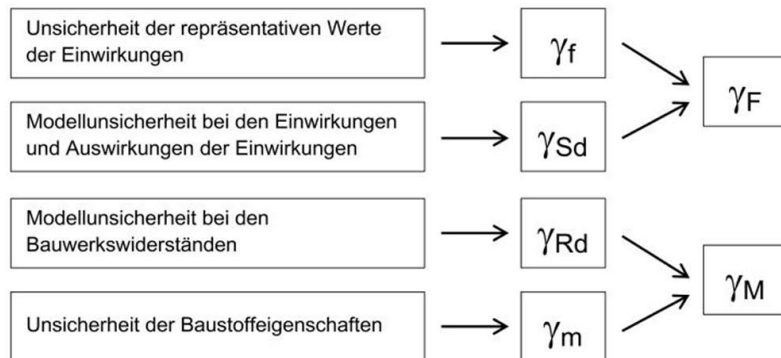 Unsicherheit der repräsentativen Werte
der Einwirkungen
γf
γF
Modellunsicherheit bei den Einwirkungen
und Auswirkungen der Einwirkungen
γSd
Modellunsicherheit bei den
Bauwerkswiderständen
γRd
γM
Unsicherheit der Baustoffeigenschaften
γm